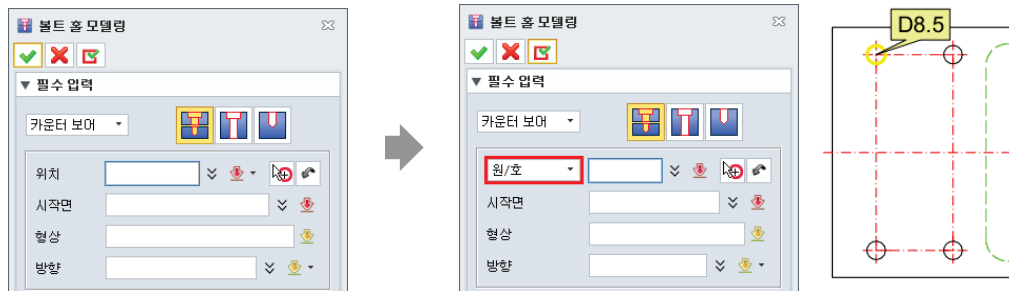 볼트 홀 모델링
▼ 필수 입력
카운터 보어
위치
시작면
형상
방향
볼트 홀 모델링
▼ 필수 입력
카운터 보어
원/호
시작면
형상
방향
D8.5